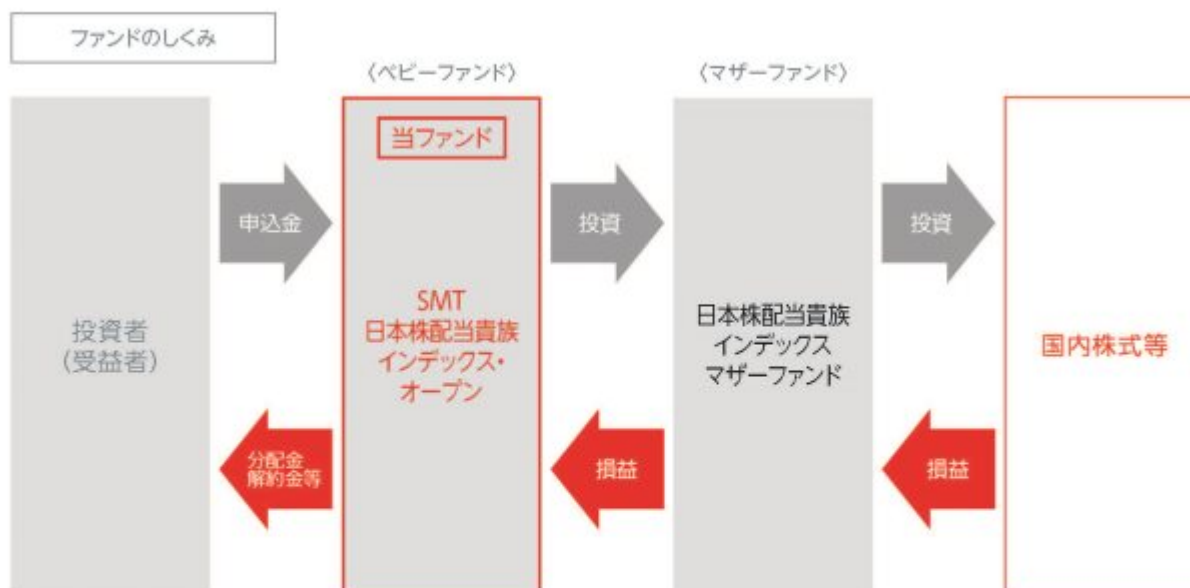 ファンドのしくみ
〈ベビーファンド〉
〈マザーファンド〉
当ファンド
申込金
投資
投資
投資者
(受益者)
SMT
日本株配当貴族
インデックス・
オープン
日本株配当貴族
インデックス
マザーファンド
国内株式等
分配金
解約金等
損益
損益